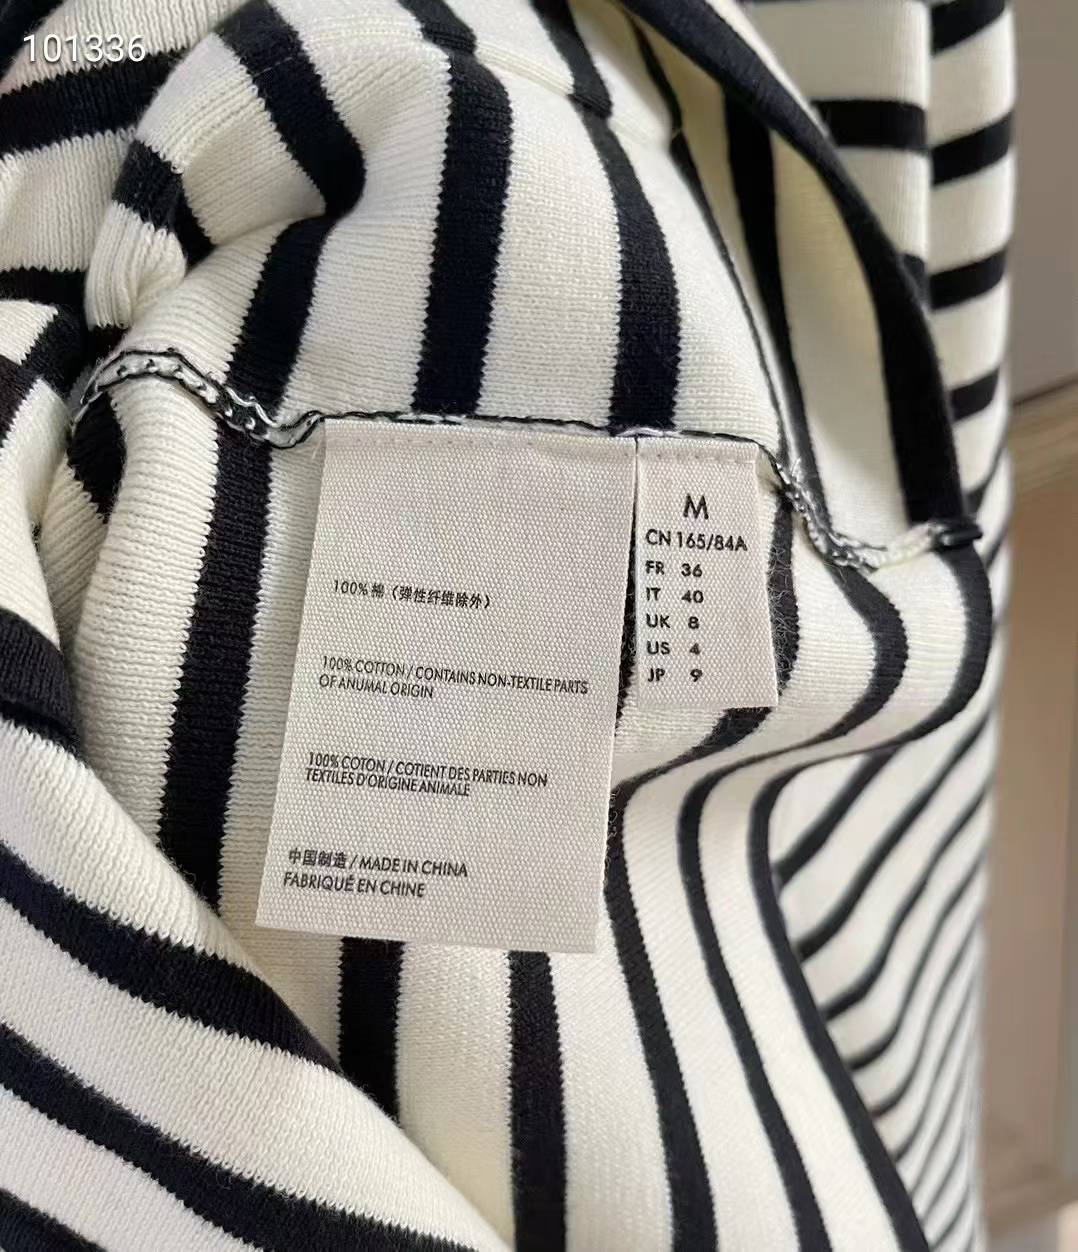 101336
100% 棉（弹性纤维除外）
100% COTTON / CONTAINS NON-TEXTILE PARTS
OF ANUMAL ORIGIN
100% COTTON / COTIENT DES PARTIES NON
TEXTILES D'ORIGINE ANIMALE
中国制造 / MADE IN CHINA
FABRIQUÉ EN CHINE
M
CN 165/84A
FR 36
IT 40
UK 8
US 4
JP 9